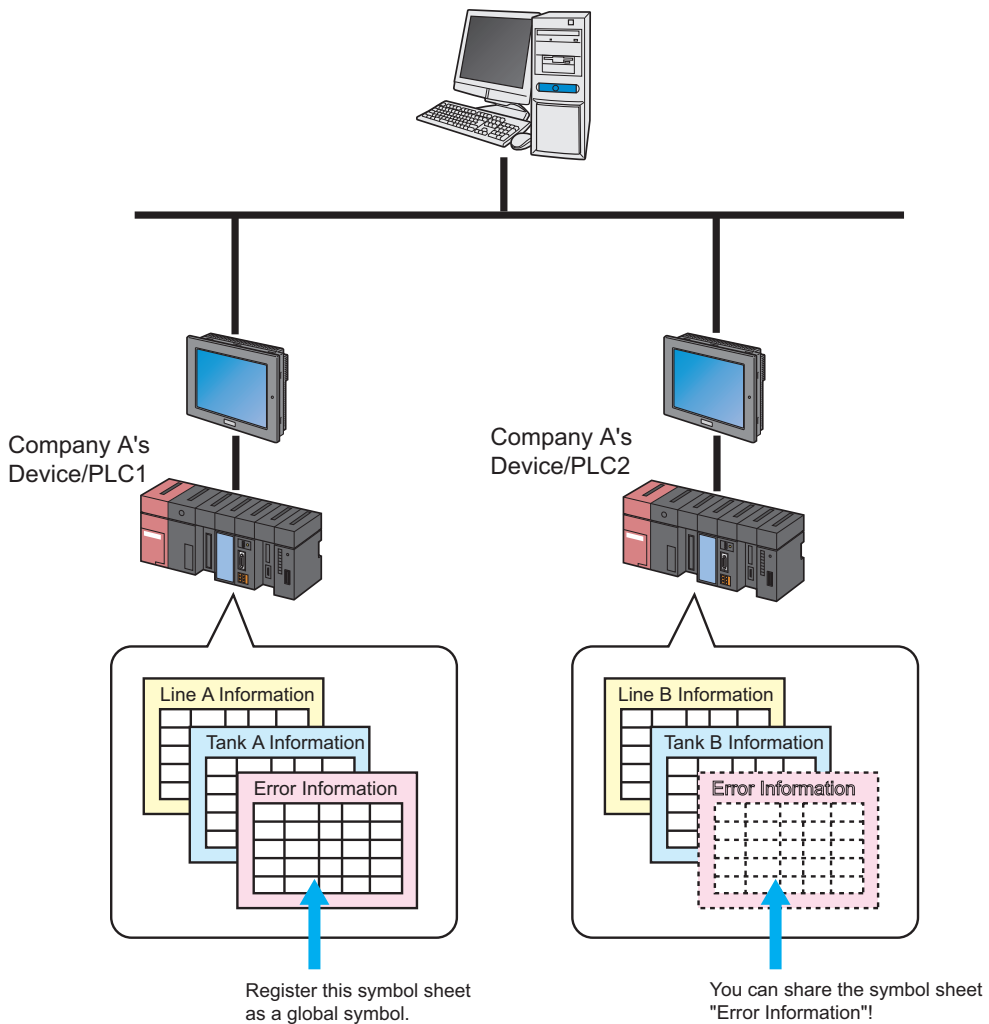 Company A's
Device/PLC1
Company A's
Device/PLC2
Line A Information
Tank A Information
Error Information
Line B Information
Tank B Information
Error Information
Register this symbol sheet
as a global symbol.
You can share the symbol sheet
"Error Information"!